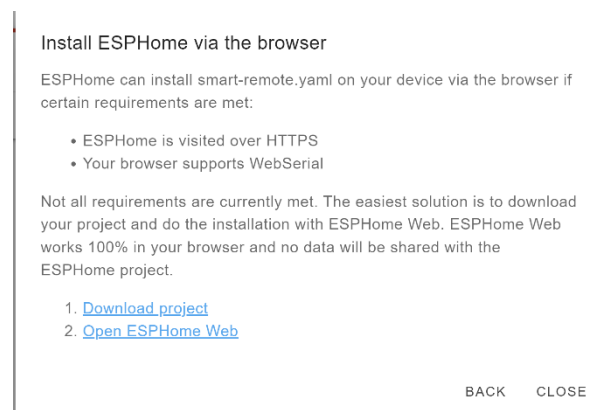 Install ESPHome via the browser
ESPHome can install smart-remote.yaml on your device via the browser if
certain requirements are met:
• ESPHome is visited over HTTPS
• Your browser supports WebSerial
Not all requirements are currently met. The easiest solution is to download
your project and do the installation with ESPHome Web. ESPHome Web
works 100% in your browser and no data will be shared with the
ESPHome project.
1. Download project
2. Open ESPHome Web
BACK CLOSE